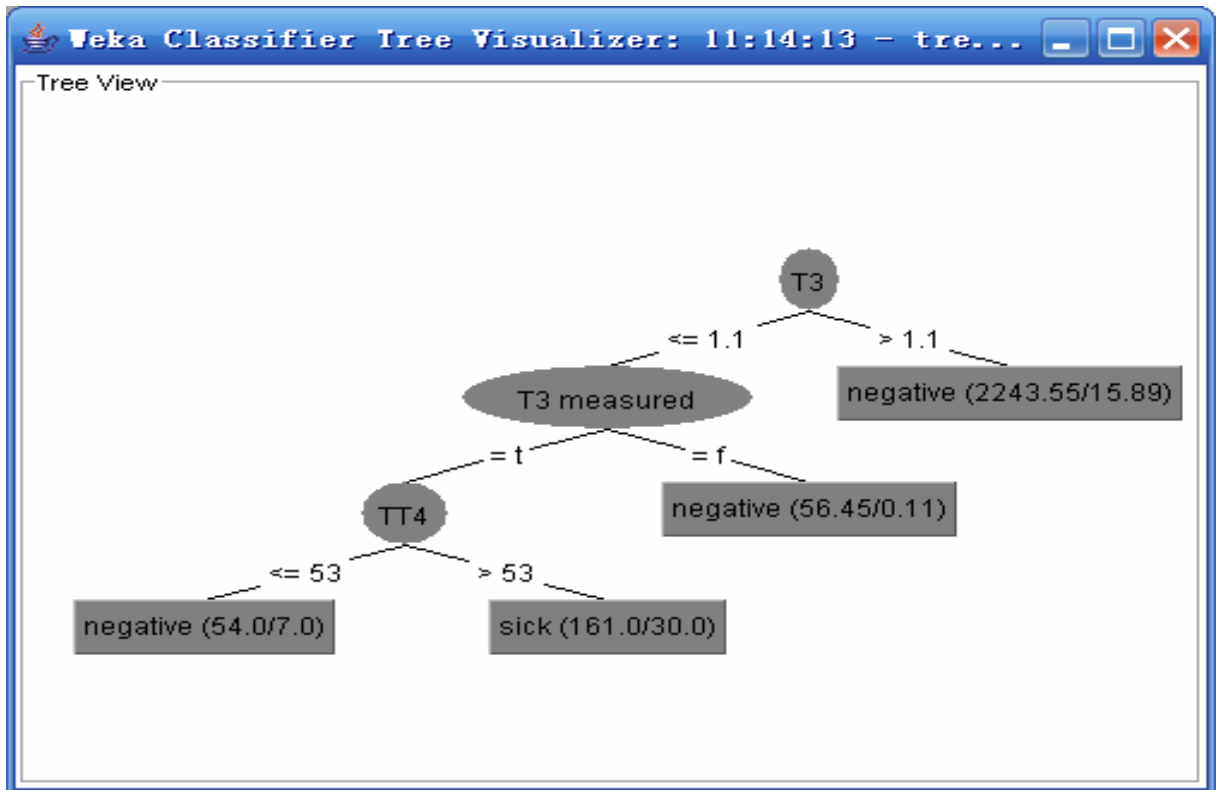 Weka Classifier Tree Visualizer: 11:14:13 - tre...
Tree View
T3
<= 1.1
> 1.1
T3 measured
negative (2243.55/15.89)
= t
= f
TT4
negative (56.45/0.11)
<= 53
> 53
negative (54.0/7.0)
sick (161.0/30.0)